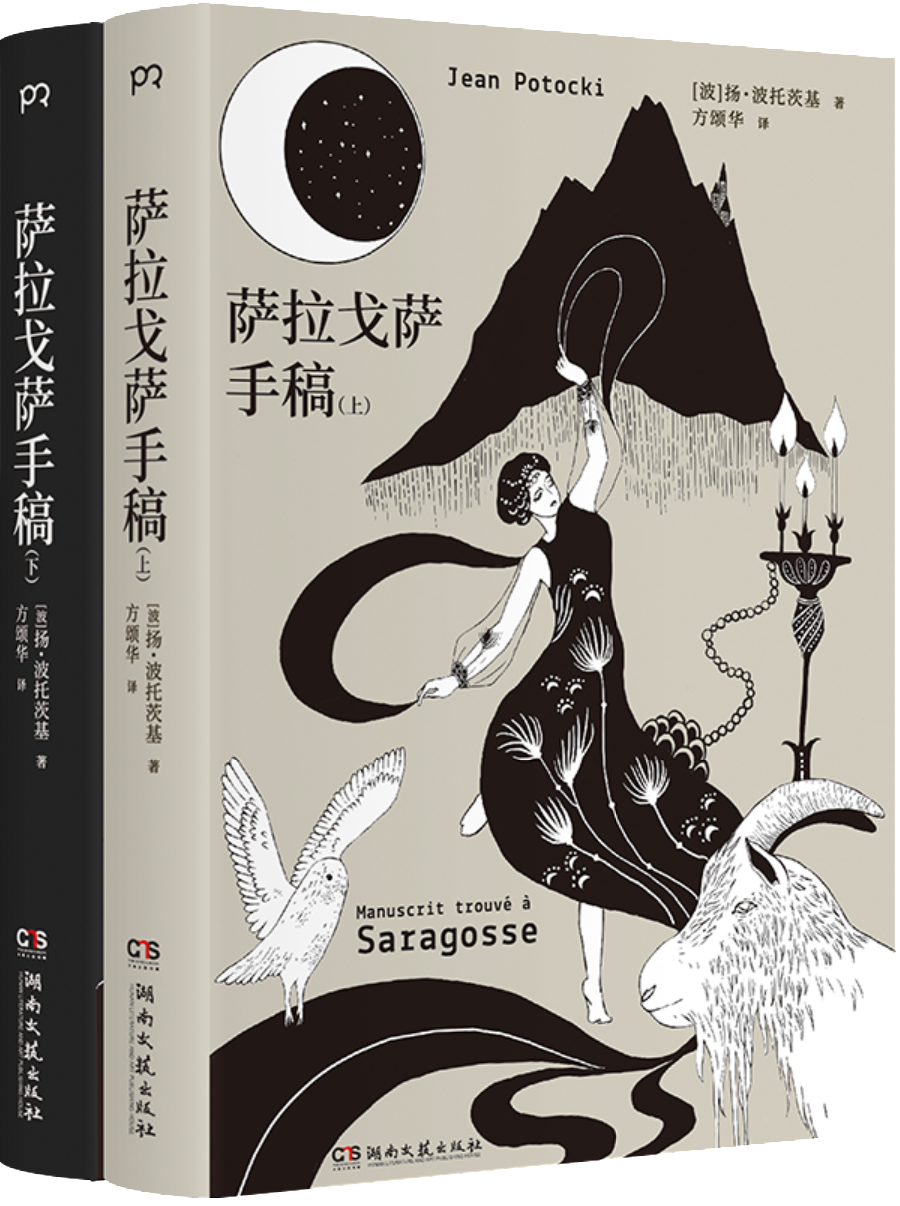 Jean Potocki
[波]扬·波托茨基 著
方颂华 译
萨拉戈萨
手稿(上)
Manuscrit trouvé à
Saragosse
湖南文艺出版社
萨拉戈萨手稿(上)
[波]扬·波托茨基 著
方颂华 译
湖南文艺出版社
萨拉戈萨手稿(下)
[波]扬·波托茨基 著
方颂华 译
湖南文艺出版社